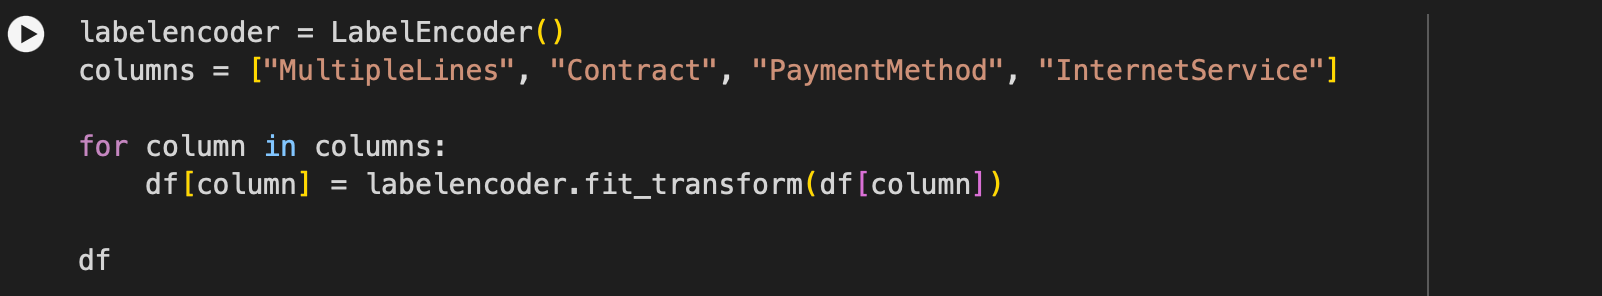 labelencoder = LabelEncoder()
columns = ["MultipleLines", "Contract", "PaymentMethod", "InternetService"]
for column in columns:
    df[column] = labelencoder.fit_transform(df[column])
df